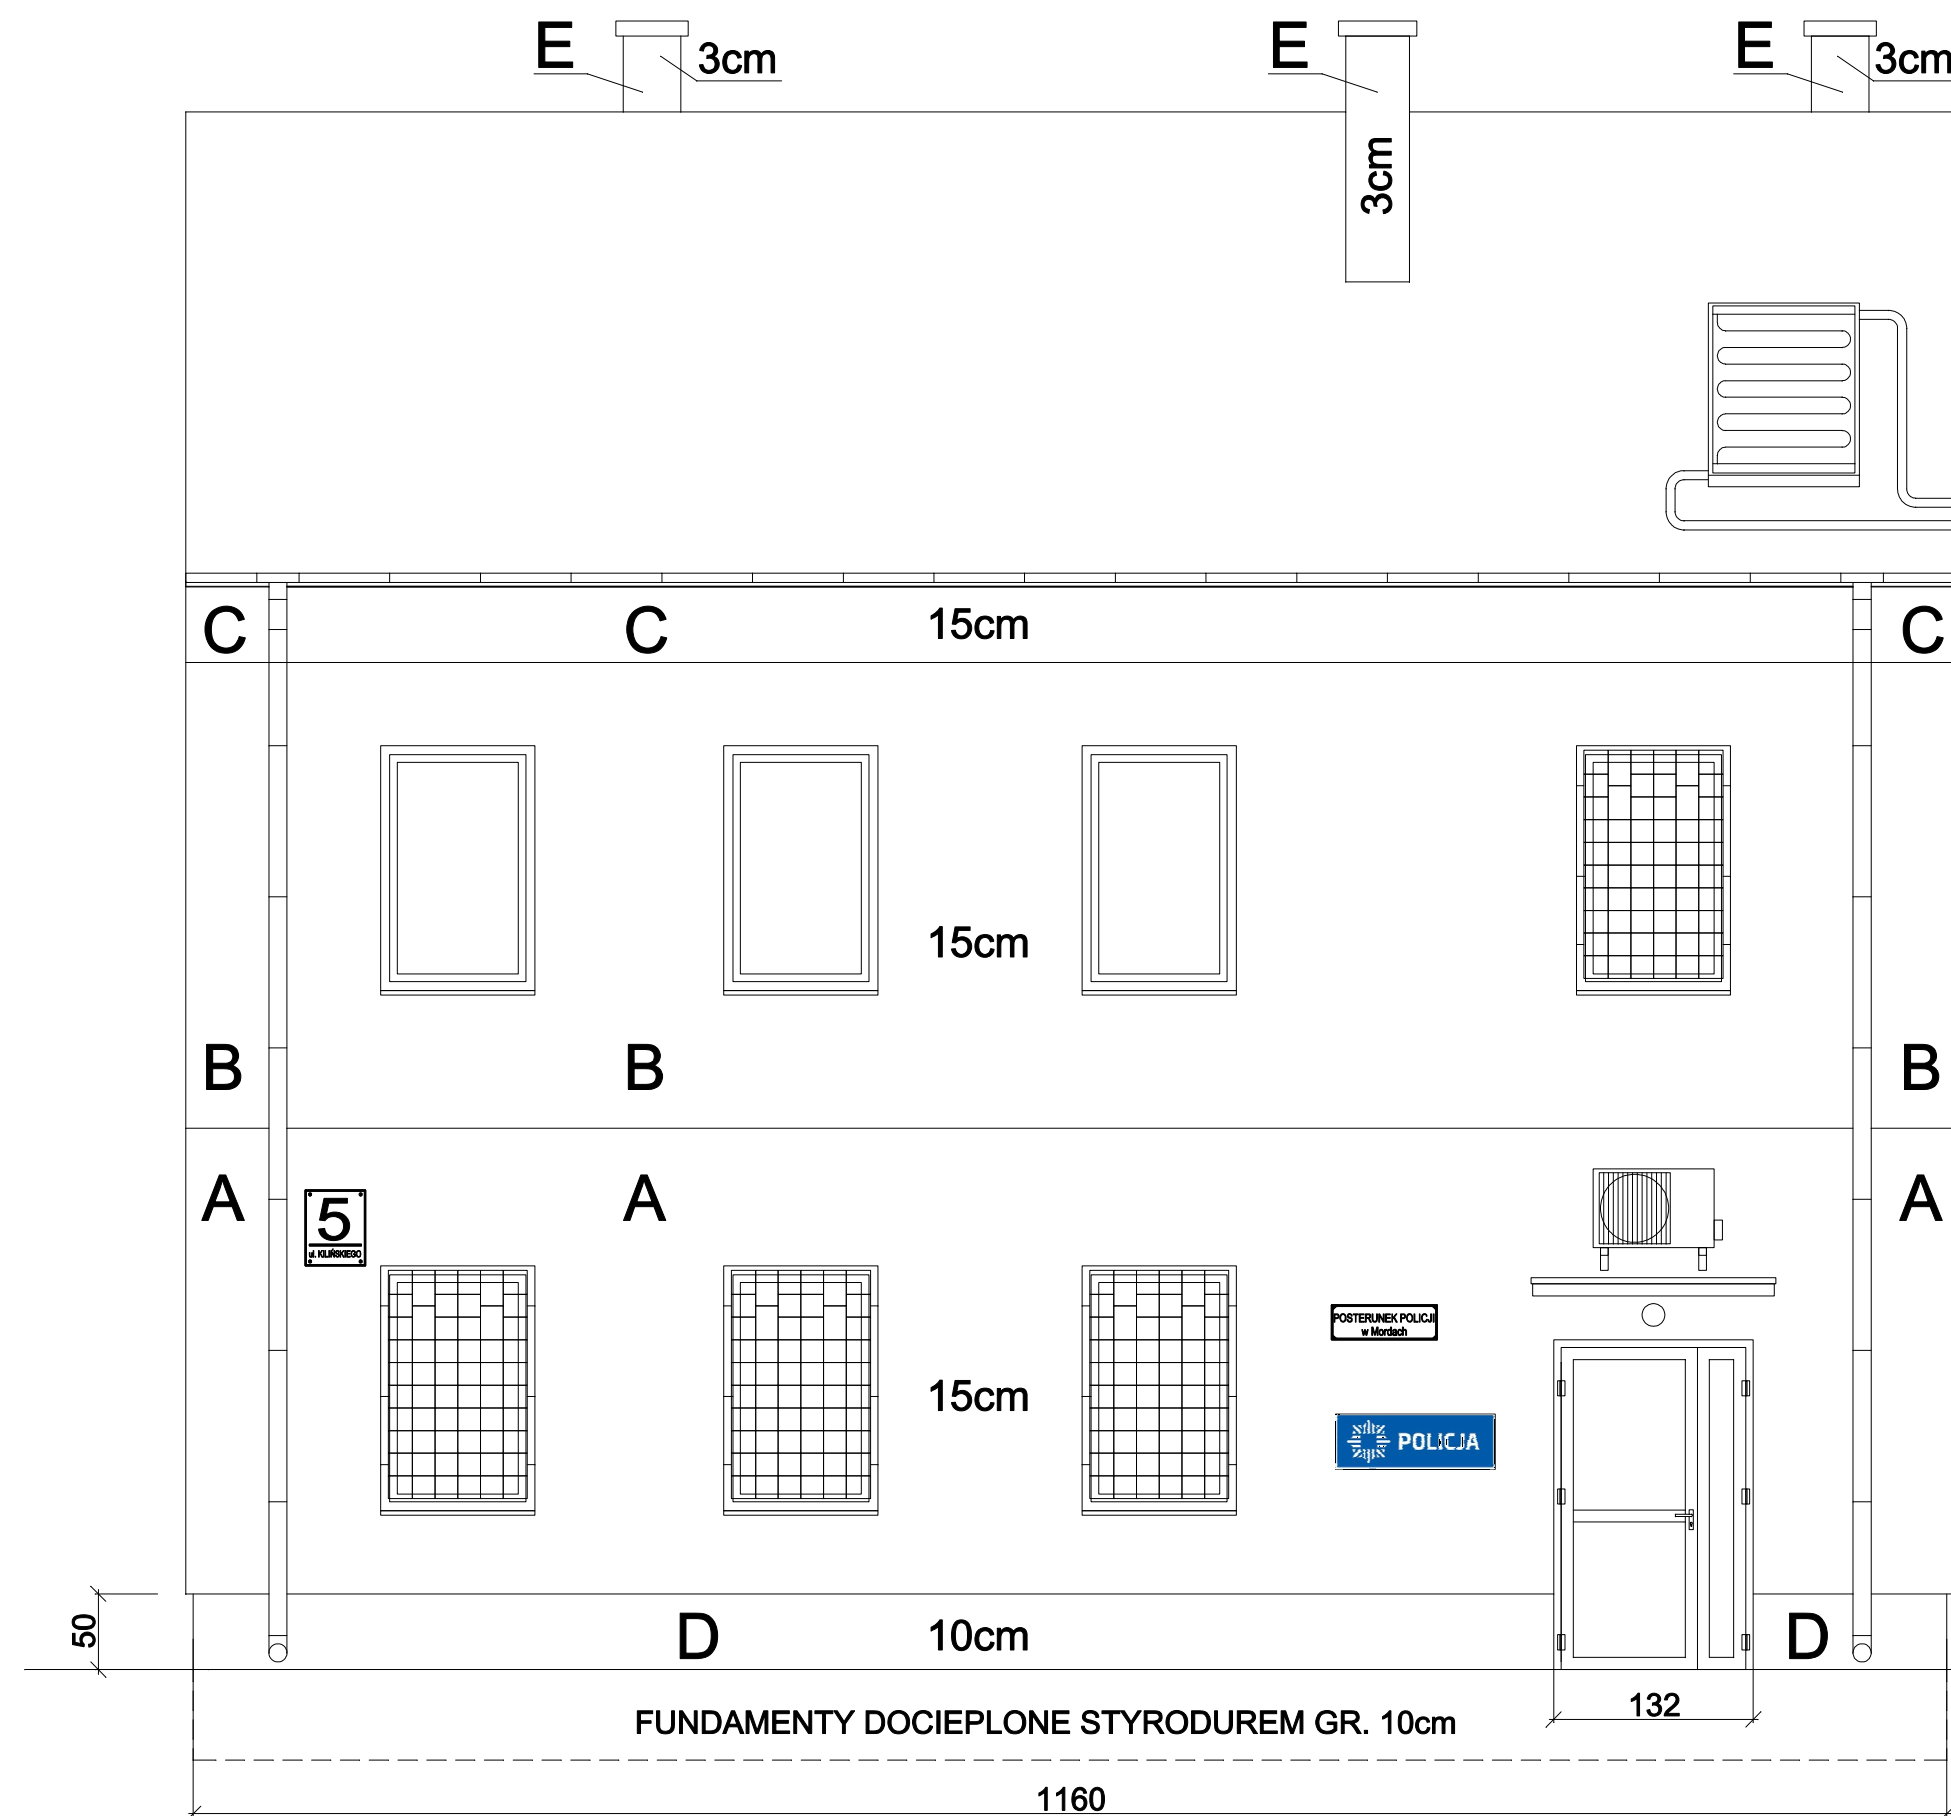 E 3cm E E 3cm
3cm
C C 15cm C
15cm
B B B
A A A
5
ul. KILIŃSKIEGO
POSTERUNEK POLICJI
w Mordach
15cm
POLICJA
50 D 10cm D
132
FUNDAMENTY DOCIEPLONE STYRODUREM GR. 10cm
1160